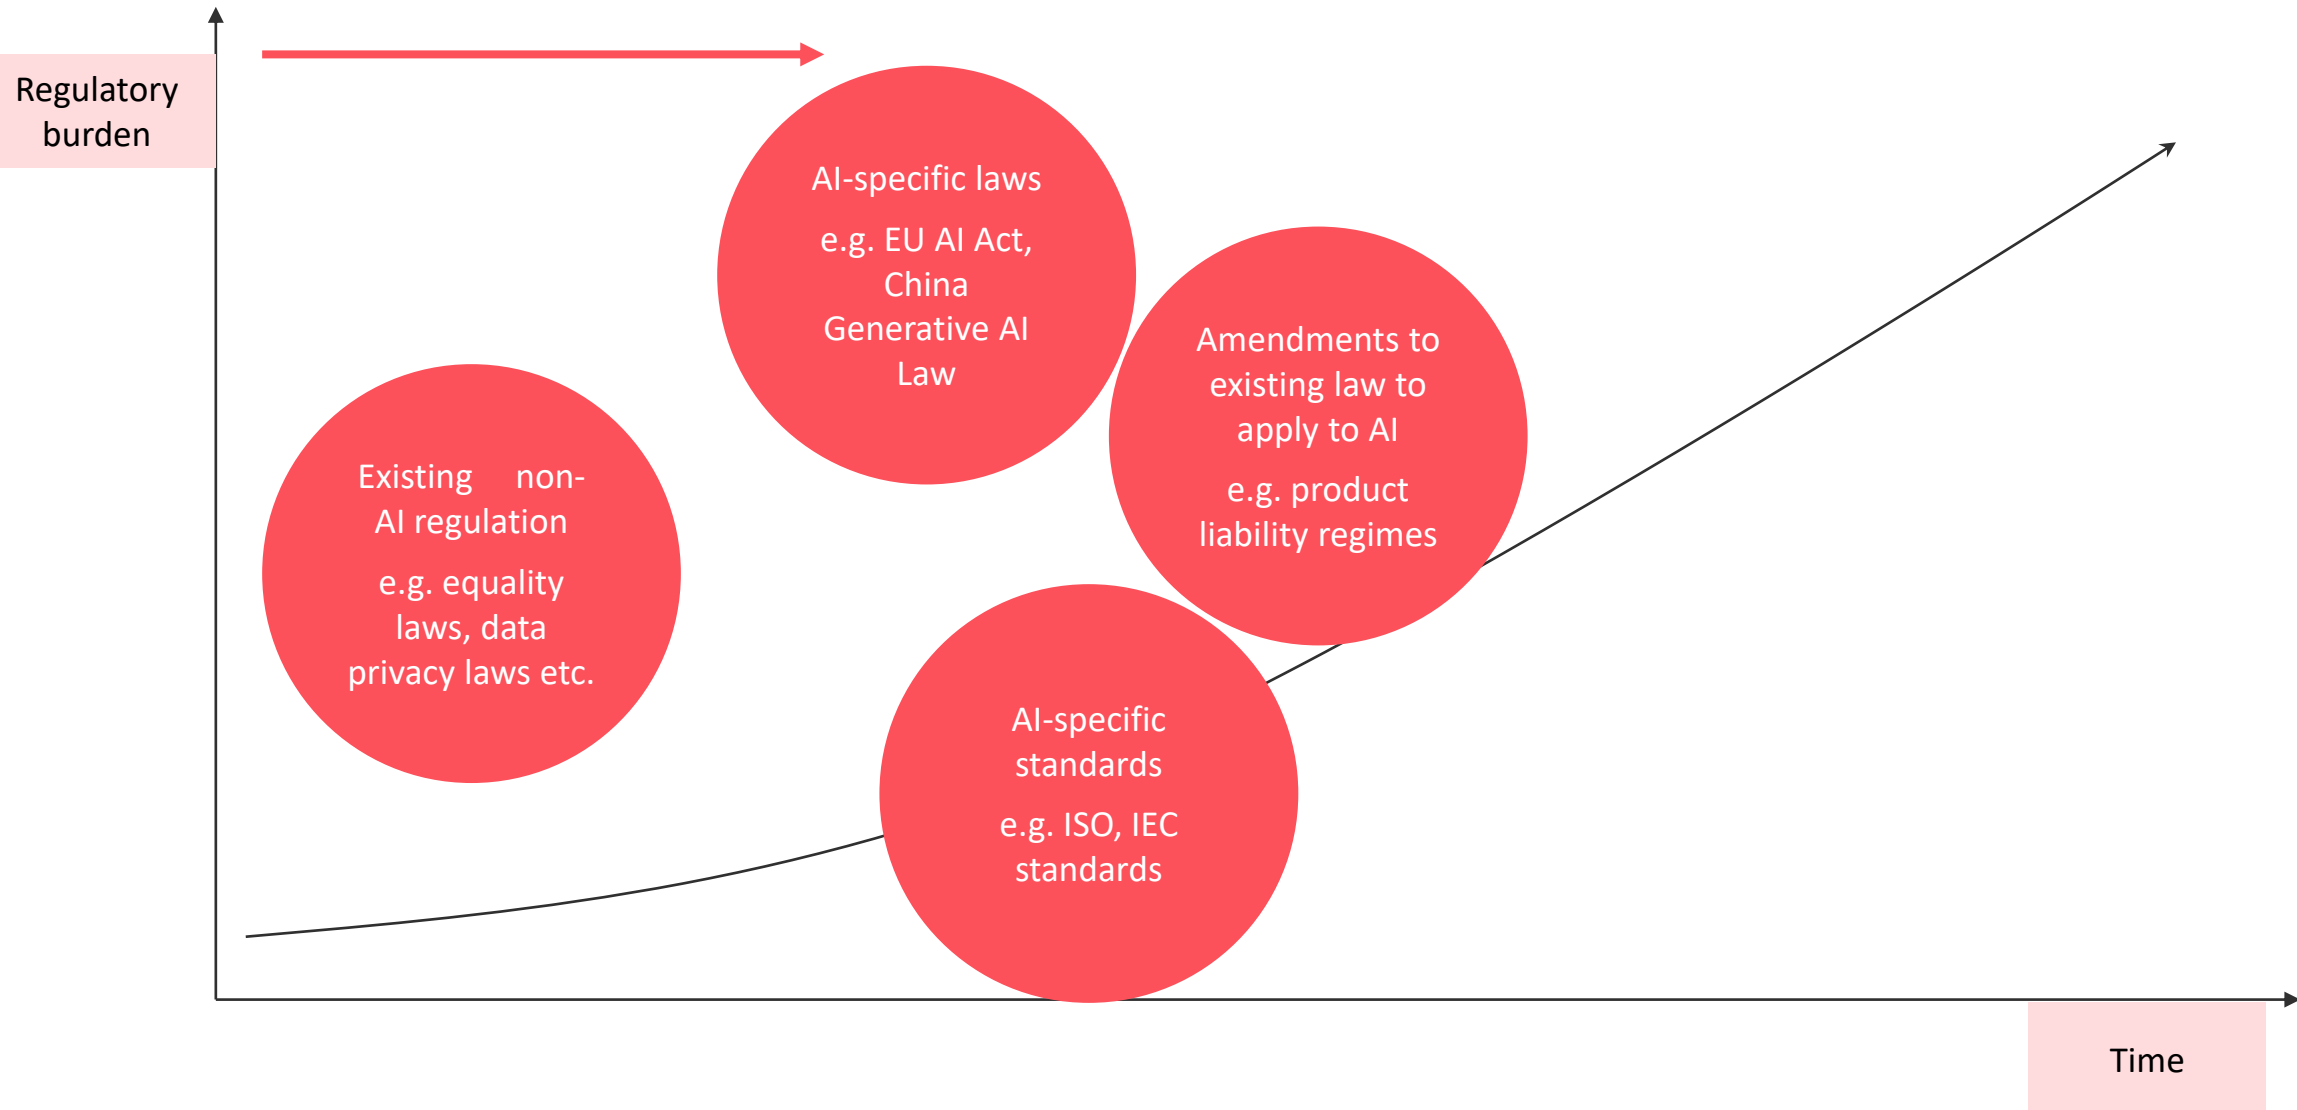 Regulatory
burden
AI-specific laws
e.g. EU AI Act,
China
Generative AI
Law
Amendments to
existing law to
apply to AI
e.g. product
liability regimes
Existing non-
AI regulation
e.g. equality
laws, data
privacy laws etc.
AI-specific
standards
e.g. ISO, IEC
standards
Time